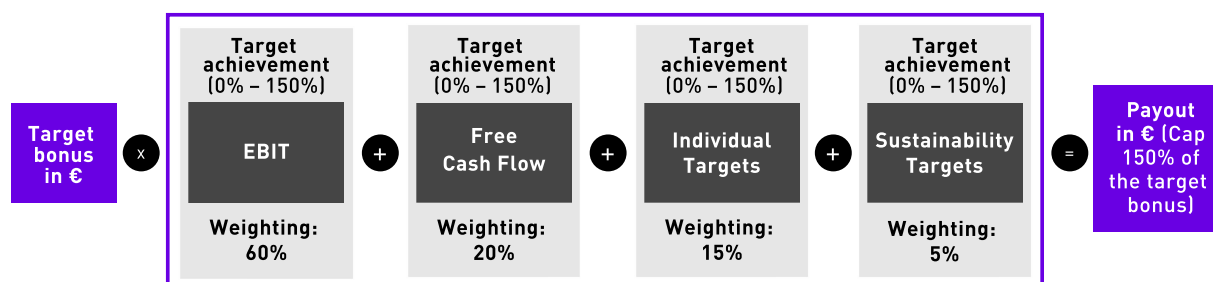 Target
bonus
in €
x
Target
achievement
(0% – 150%)
EBIT
Weighting:
60%
+
Target
achievement
(0% – 150%)
Free
Cash Flow
Weighting:
20%
+
Target
achievement
(0% – 150%)
Individual
Targets
Weighting:
15%
+
Target
achievement
(0% – 150%)
Sustainability
Targets
Weighting:
5%
=
Payout
in € (Cap
150% of
the target
bonus)